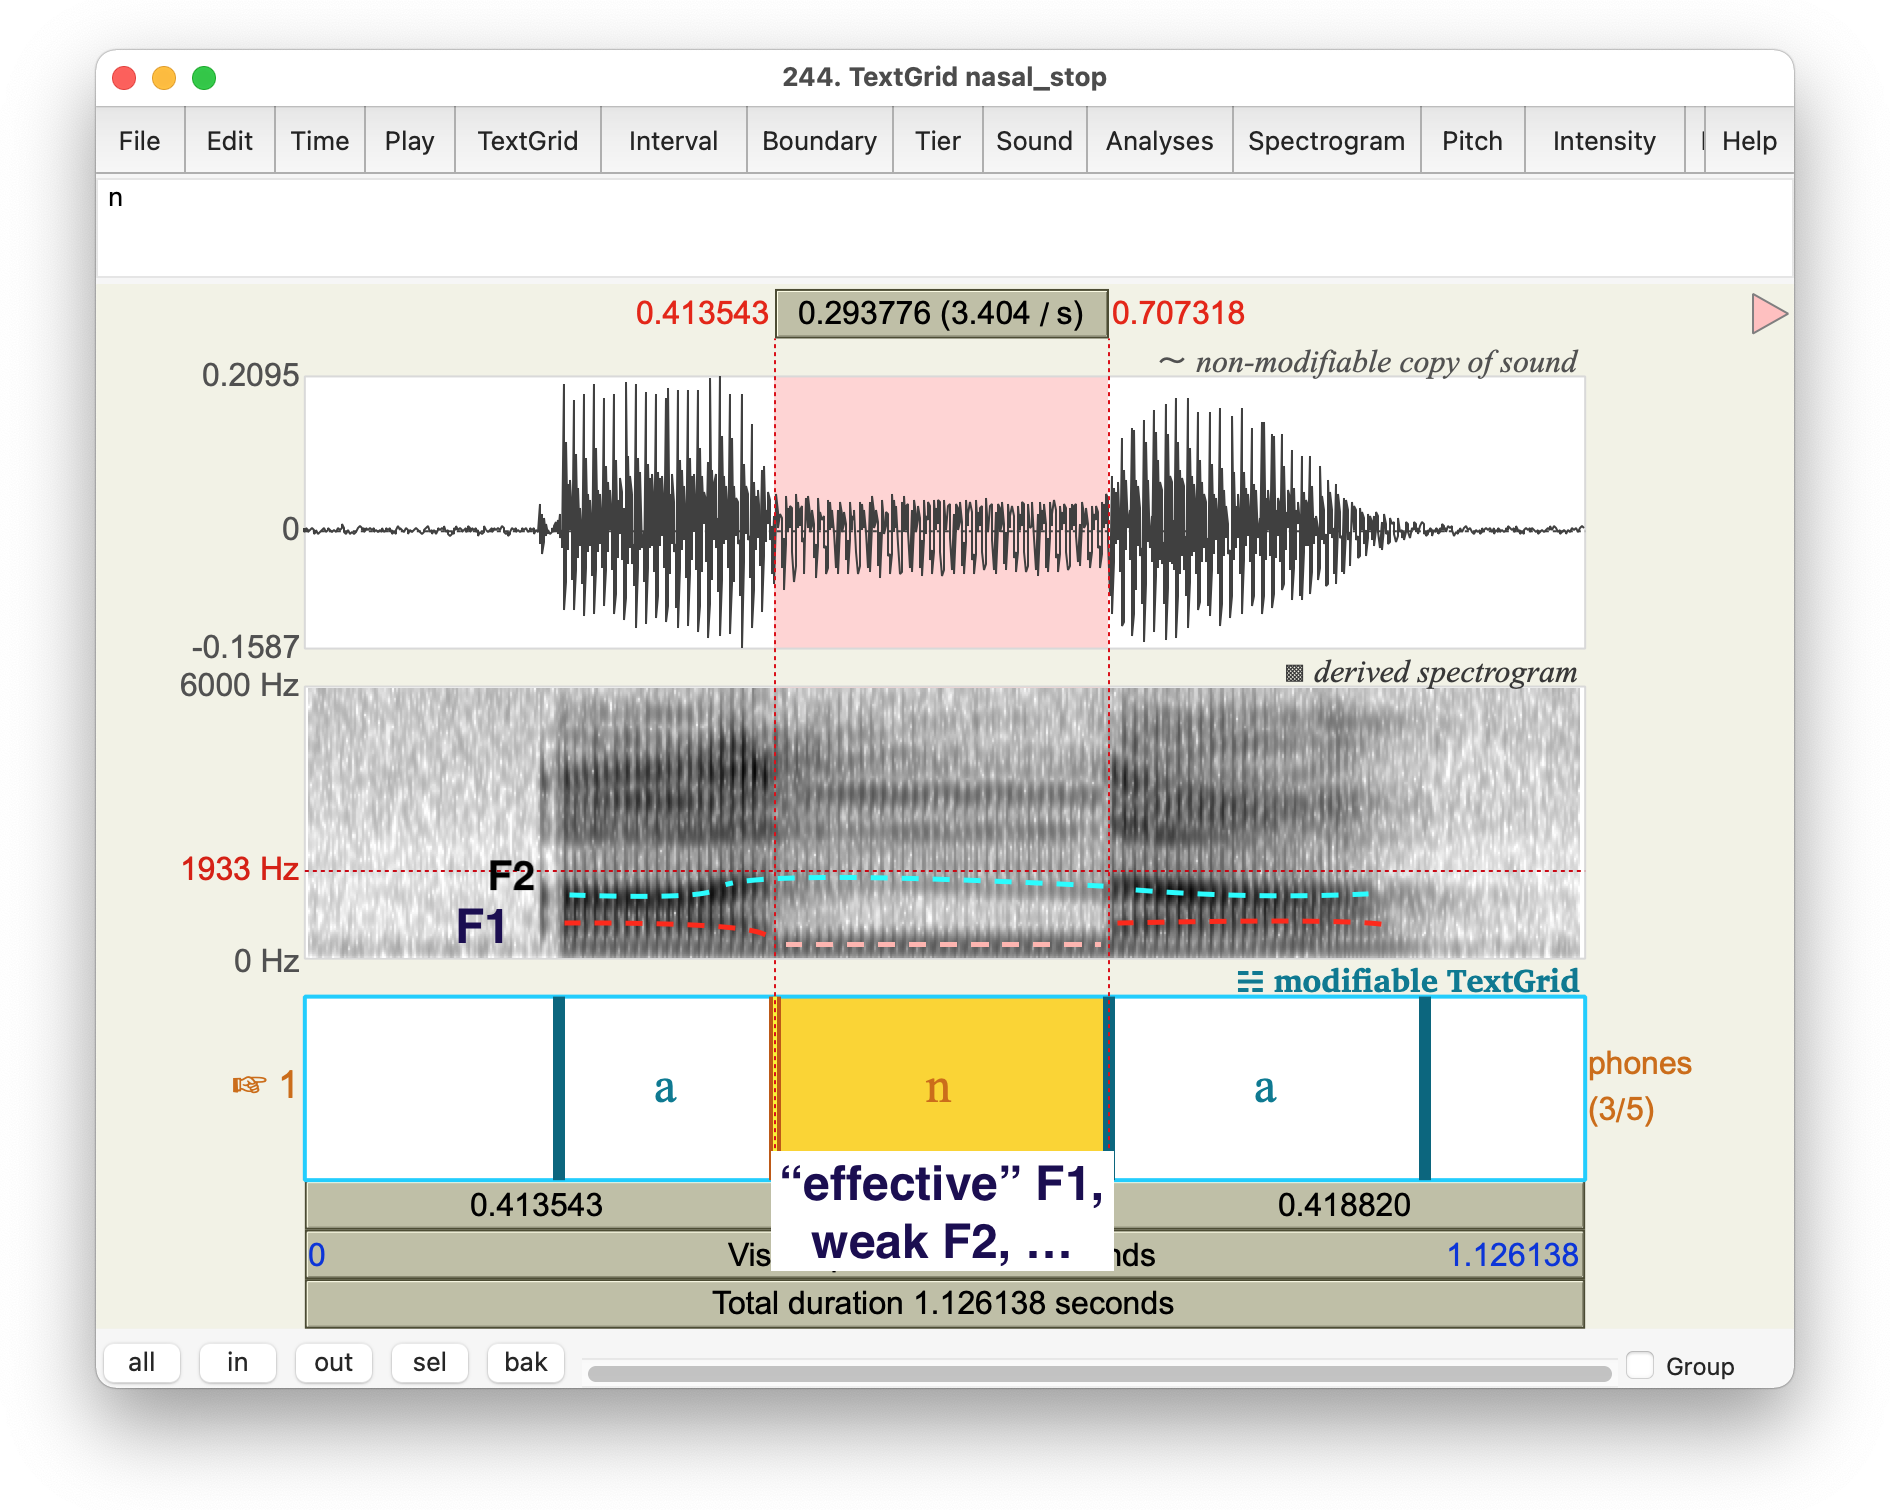 244. TextGrid nasal_stop
File Edit Time Play TextGrid Interval Boundary Tier Sound Analyses Spectrogram Pitch Intensity Help
n
0.413543 0.293776 (3.404 / s) 0.707318
~ non-modifiable copy of sound
0.2095
0
-0.1587
derived spectrogram
6000 Hz
1933 Hz
F2
F1
0 Hz
modifiable TextGrid
1 a n a
phones
(3/5)
“effective” F1,
weak F2, ...
0.413543 0.418820
0 1.126138
Total duration 1.126138 seconds
all in out sel bak Group